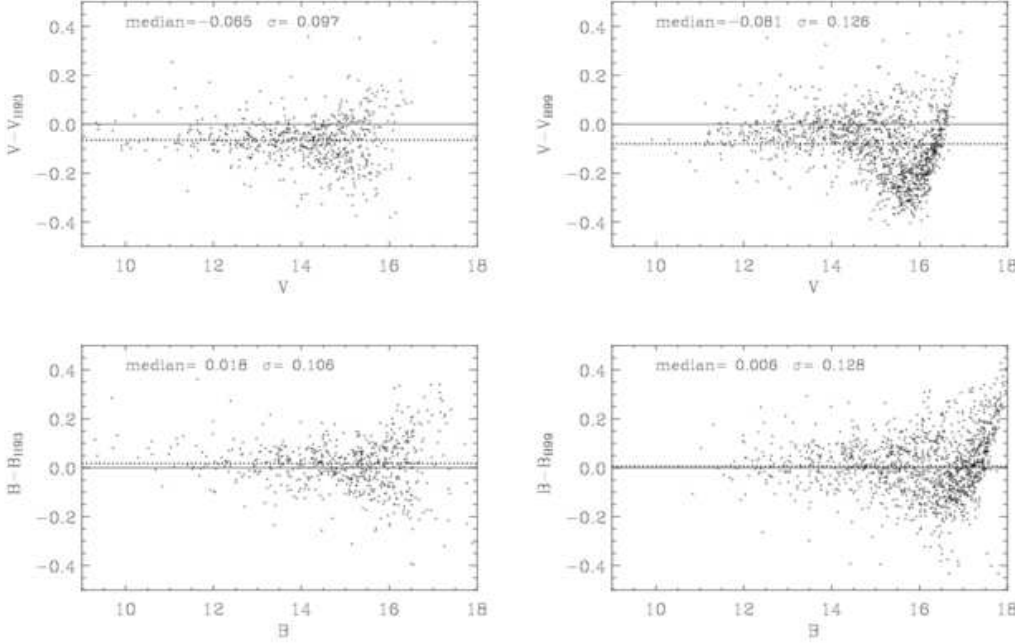 median=−0.065 σ= 0.097
0.4
0.2
0.0
−0.2
−0.4
V−V_H93
10 12 14 16 18
V
median=−0.081 σ= 0.126
0.4
0.2
0.0
−0.2
−0.4
V−V_H99
10 12 14 16 18
V
median= 0.018 σ= 0.106
0.4
0.2
0.0
−0.2
−0.4
B−B_H93
10 12 14 16 18
B
median= 0.006 σ= 0.128
0.4
0.2
0.0
−0.2
−0.4
B−B_H99
10 12 14 16 18
B